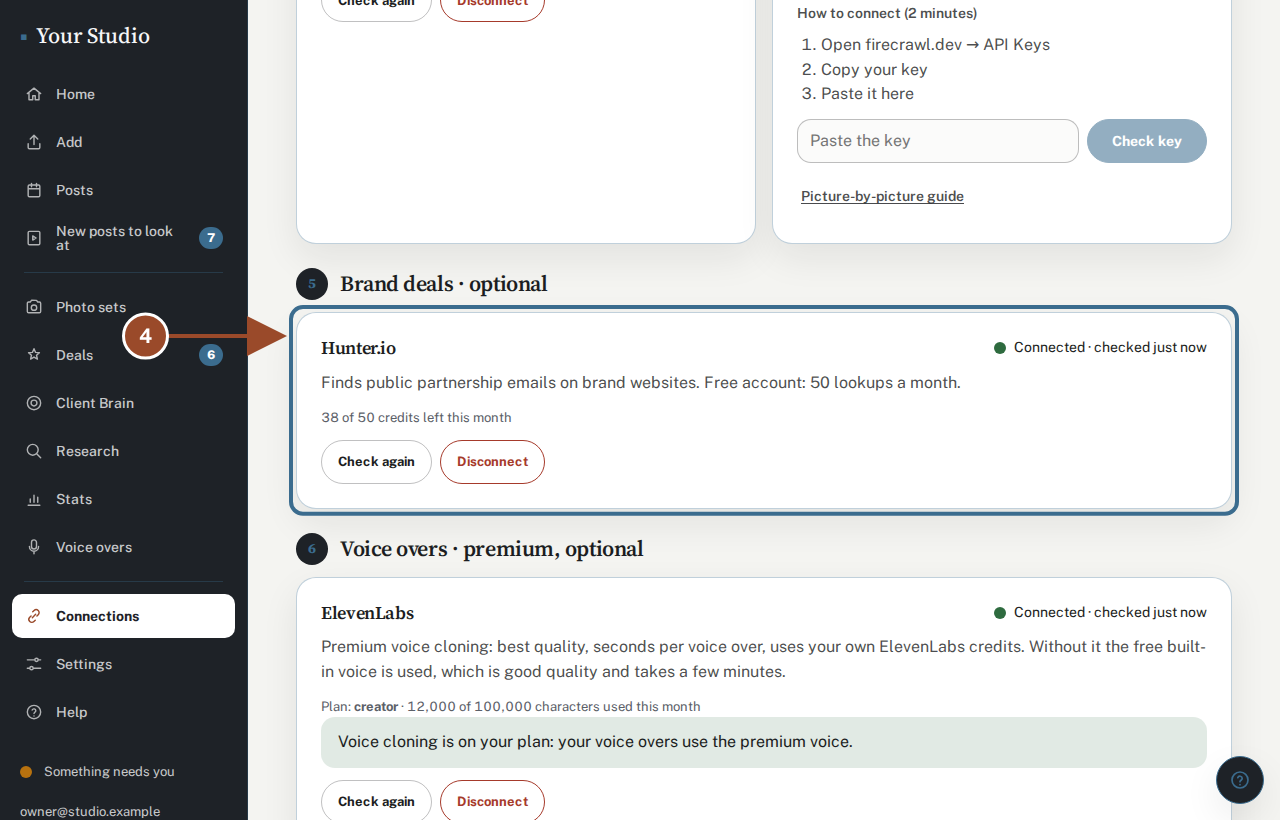 Your Studio
Home
Add
Posts
New posts to look
at
7
Photo sets
4
Deals
6
Client Brain
Research
Stats
Voice overs
Connections
Settings
Help
Something needs you
owner@studio.example
Check again
Disconnect
How to connect (2 minutes)
1. Open firecrawl.dev → API Keys
2. Copy your key
3. Paste it here
Paste the key
Check key
Picture-by-picture guide
5
Brand deals · optional
Hunter.io
Connected · checked just now
Finds public partnership emails on brand websites. Free account: 50 lookups a month.
38 of 50 credits left this month
Check again
Disconnect
6
Voice overs · premium, optional
ElevenLabs
Connected · checked just now
Premium voice cloning: best quality, seconds per voice over, uses your own ElevenLabs credits. Without it the free built-
in voice is used, which is good quality and takes a few minutes.
Plan: creator · 12,000 of 100,000 characters used this month
Voice cloning is on your plan: your voice overs use the premium voice.
Check again
Disconnect